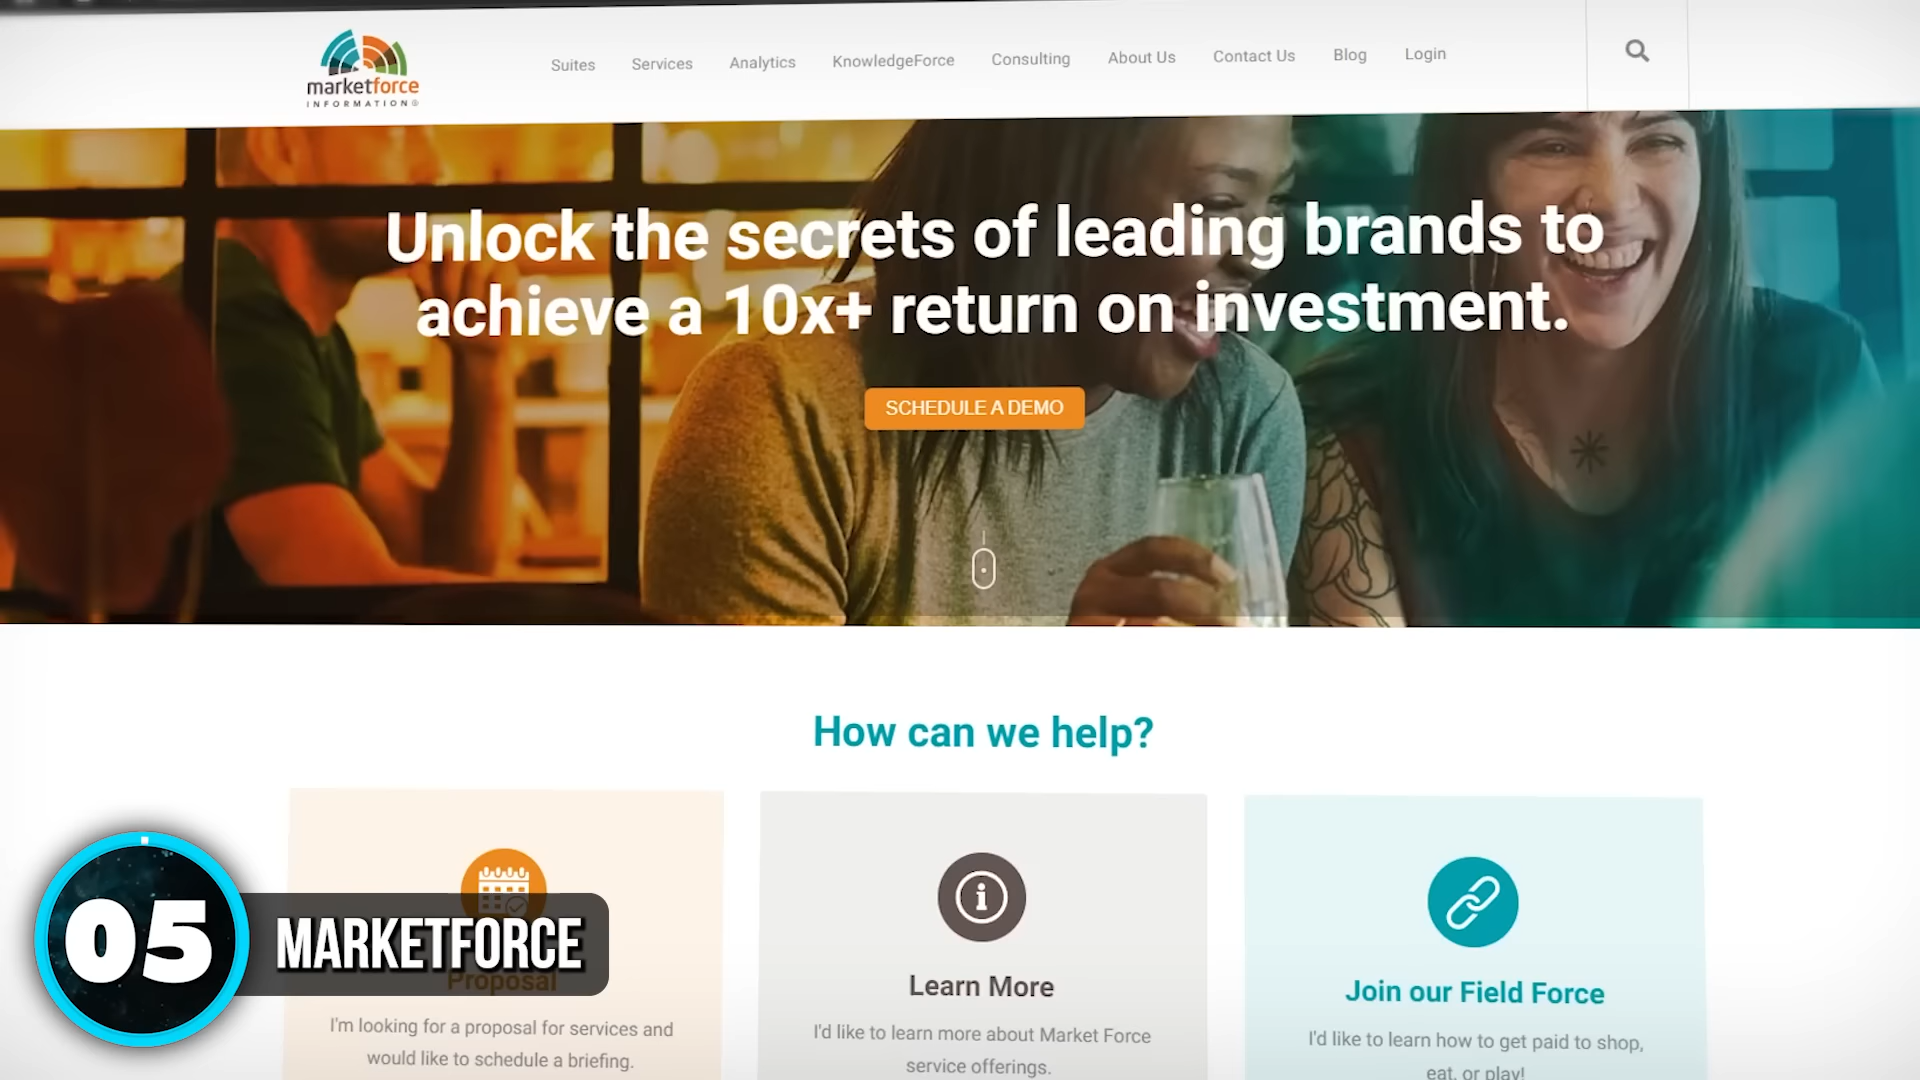 marketforce
INFORMATION®
Suites
Services
Analytics
KnowledgeForce
Consulting
About Us
Contact Us
Blog
Login
Unlock the secrets of leading brands to
achieve a 10x+ return on investment.
SCHEDULE A DEMO
How can we help?
Proposal
I'm looking for a proposal for services and
would like to schedule a briefing.
Learn More
I'd like to learn more about Market Force
service offerings.
Join our Field Force
I'd like to learn how to get paid to shop,
eat, or play!
05
MARKETFORCE